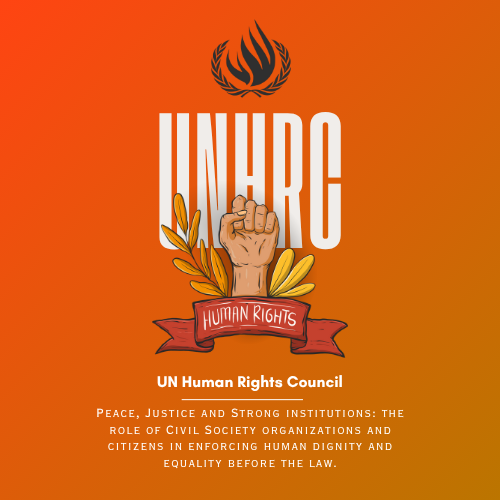 UNHRC
HUMAN RIGHTS
UN Human Rights Council
Peace, Justice and Strong institutions: the
role of Civil Society organizations and
citizens in enforcing human dignity and
equality before the law.